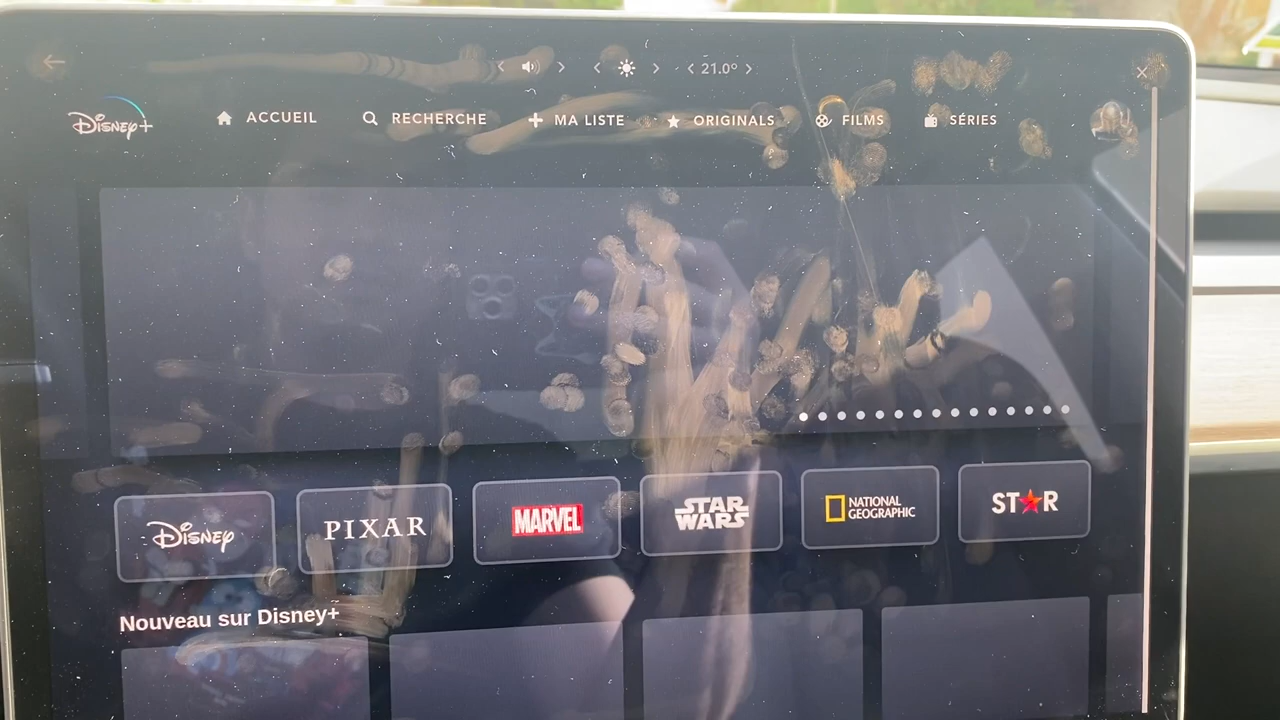 21.0°
Disney+ ACCUEIL RECHERCHE MA LISTE ORIGINALS FILMS SÉRIES
Disney PIXAR MARVEL STAR WARS NATIONAL GEOGRAPHIC ST★R
Nouveau sur Disney+